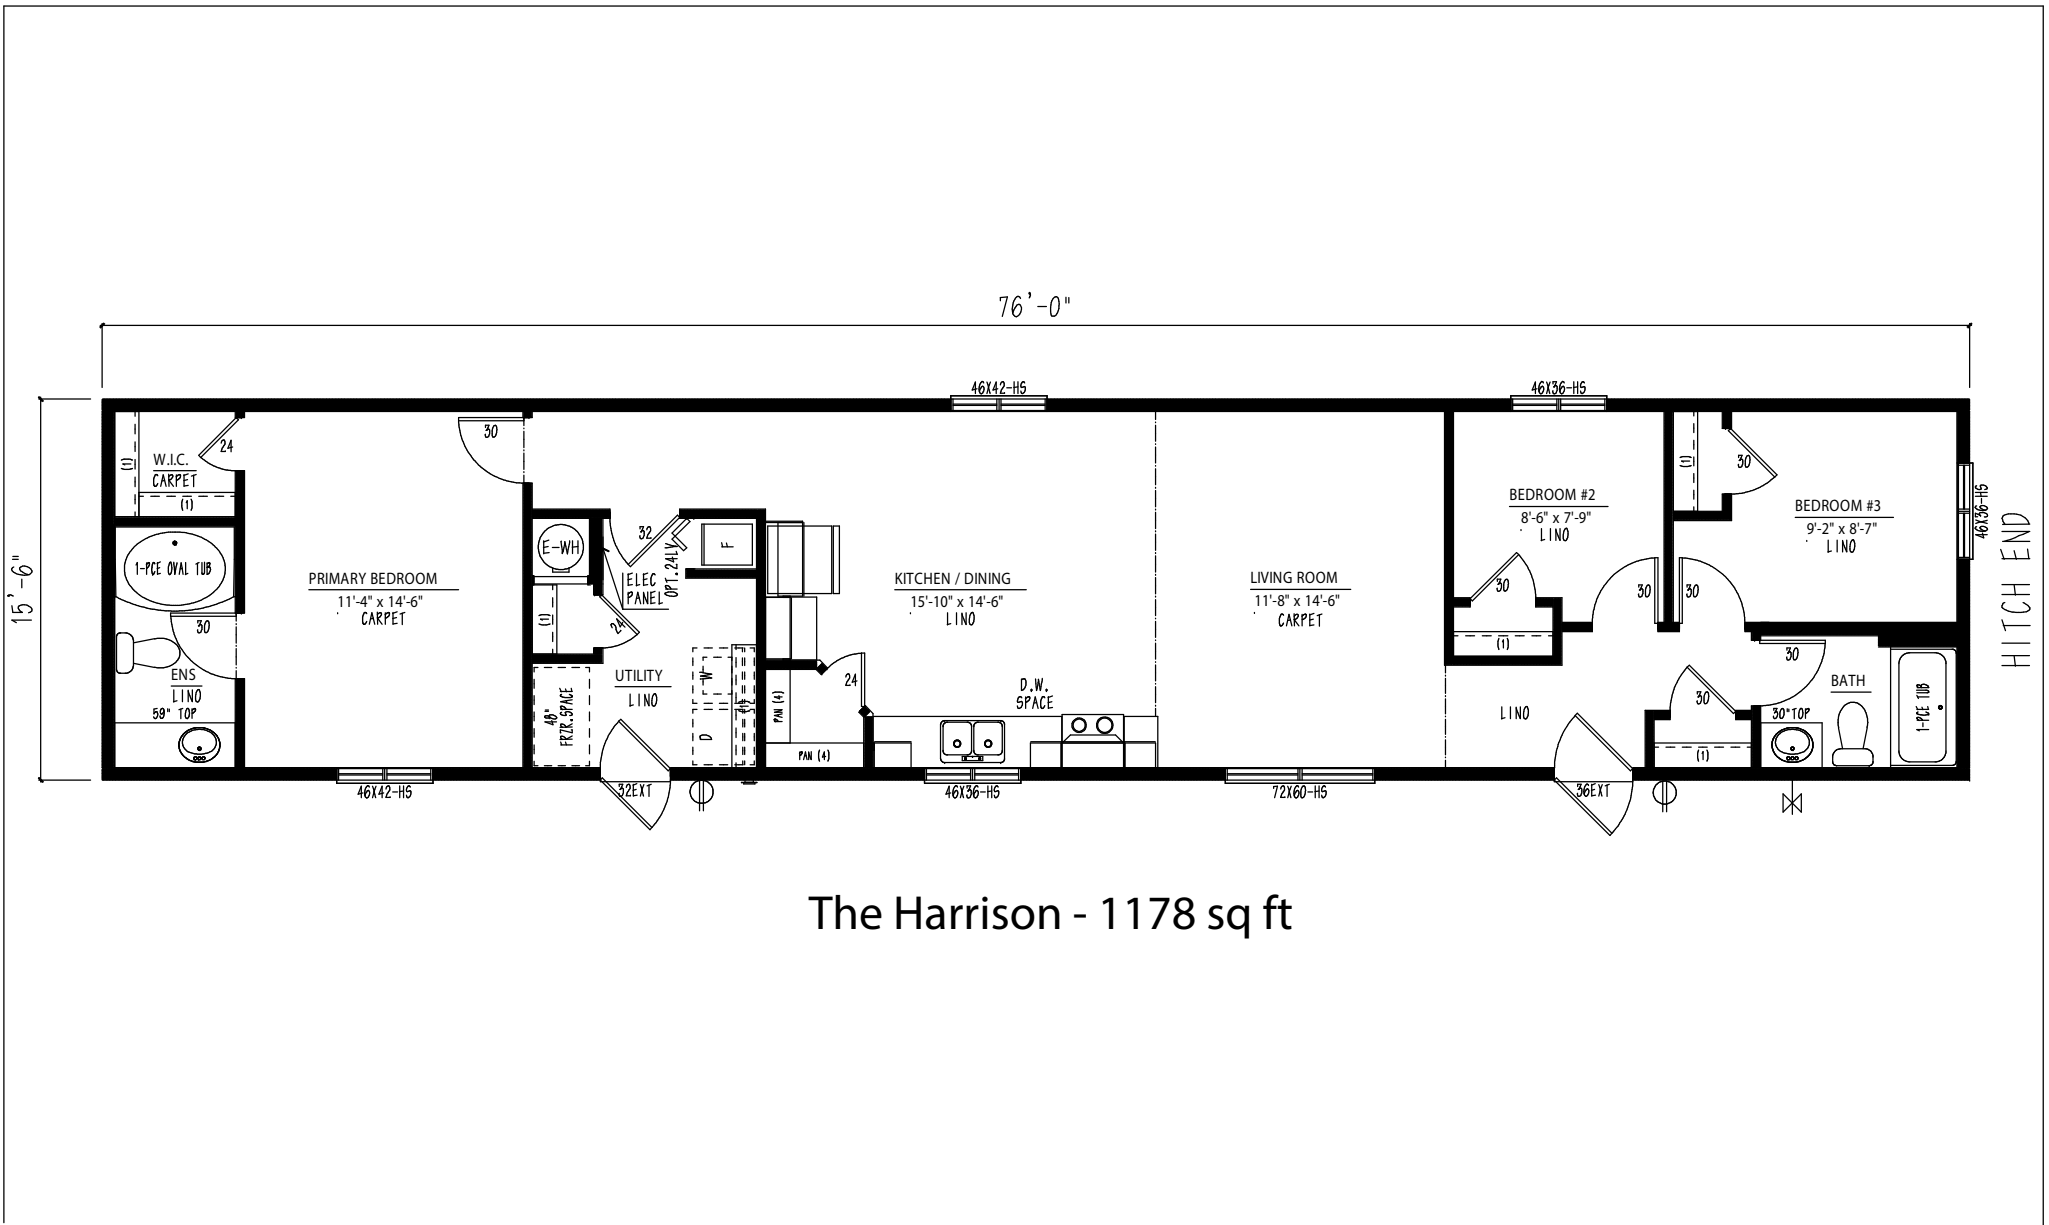 76'-0"
46X42-HS
46X36-HS
15'-6"
30
24
W.I.C.
CARPET
(1)
(1)
1-PCE OVAL TUB
30
ENS
LINO
59" TOP
PRIMARY BEDROOM
11'-4" x 14'-6"
CARPET
46X42-HS
E-WH
32
F
ELEC
PANEL
OPT.24LV
(1)
24
UTILITY
LINO
48"
FRZR.SPACE
W
D
(1)
32EXT
KITCHEN / DINING
15'-10" x 14'-6"
LINO
24
PAN (4)
PAN (4)
D.W.
SPACE
46X36-HS
LIVING ROOM
11'-8" x 14'-6"
CARPET
72X60-HS
BEDROOM #2
8'-6" x 7'-9"
LINO
30
(1)
30
30
(1)
30
BEDROOM #3
9'-2" x 8'-7"
LINO
46X36-HS
HITCH END
LINO
30
30
(1)
BATH
30"TOP
1-PCE TUB
36EXT
The Harrison - 1178 sq ft